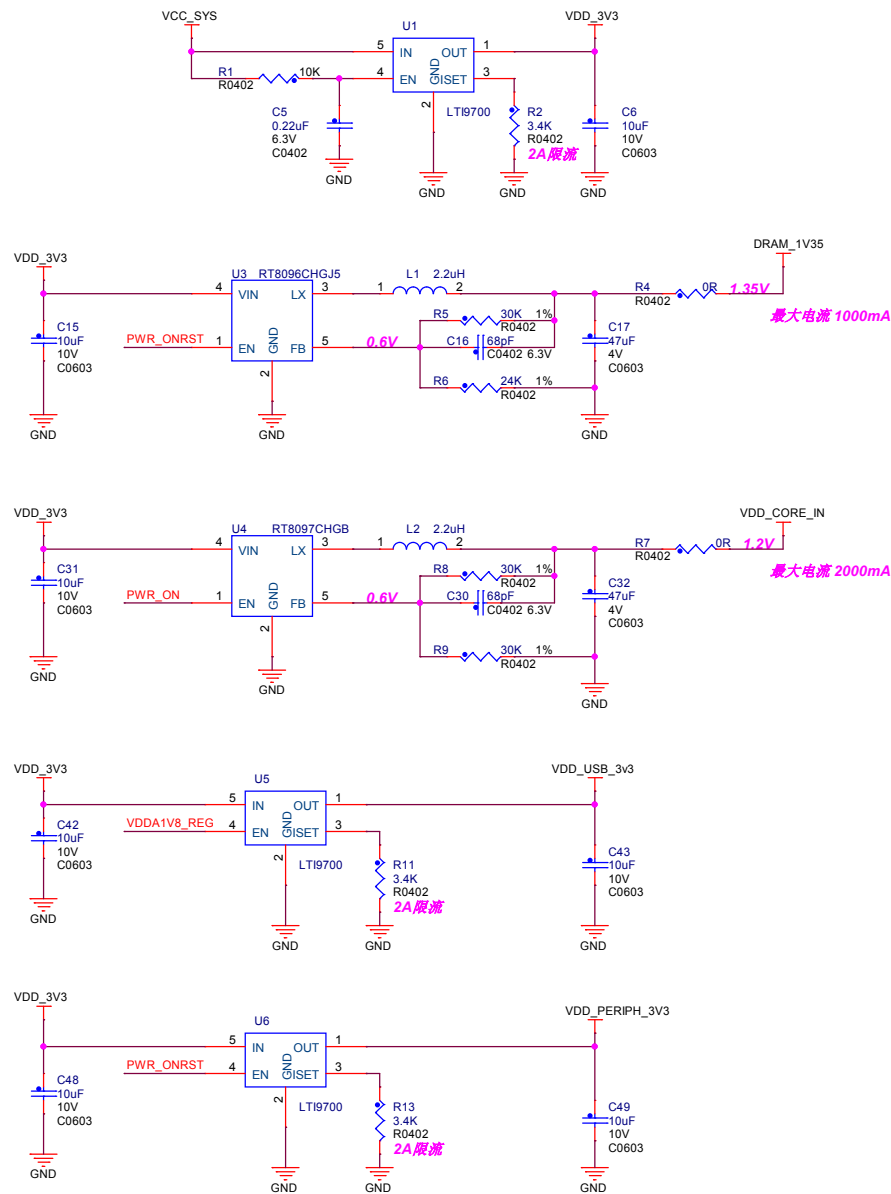 VCC_SYS
VDD_3V3
U1
5 IN OUT 1
R1 10K 4 EN GND ISET 3
R0402
2
LTI9700
C5
0.22uF
6.3V
C0402
R2
3.4K
R0402
2A限流
C6
10uF
10V
C0603
GND
GND
GND
GND
DRAM_1V35
VDD_3V3
U3 RT8096CHGJ5
L1 2.2uH
4 VIN LX 3
1 2
R4 0R 1.35V
R0402
最大电流 1000mA
C15
10uF
10V
C0603
PWR_ONRST 1 EN GND FB 5 0.6V
2
R5 30K 1%
R0402
C16 68pF
C0402 6.3V
R6 24K 1%
R0402
C17
47uF
4V
C0603
GND
GND
GND
VDD_3V3
VDD_CORE_IN
U4 RT8097CHGB
L2 2.2uH
4 VIN LX 3
1 2
R7 0R 1.2V
R0402
最大电流 2000mA
C31
10uF
10V
C0603
PWR_ON 1 EN GND FB 5 0.6V
2
R8 30K 1%
R0402
C30 68pF
C0402 6.3V
R9 30K 1%
R0402
C32
47uF
4V
C0603
GND
GND
GND
VDD_3V3
VDD_USB_3v3
U5
5 IN OUT 1
VDDA1V8_REG 4 EN GND ISET 3
2
LTI9700
C42
10uF
10V
C0603
R11
3.4K
R0402
2A限流
C43
10uF
10V
C0603
GND
GND
GND
GND
VDD_3V3
VDD_PERIPH_3V3
U6
5 IN OUT 1
PWR_ONRST 4 EN GND ISET 3
2
LTI9700
C48
10uF
10V
C0603
R13
3.4K
R0402
2A限流
C49
10uF
10V
C0603
GND
GND
GND
GND